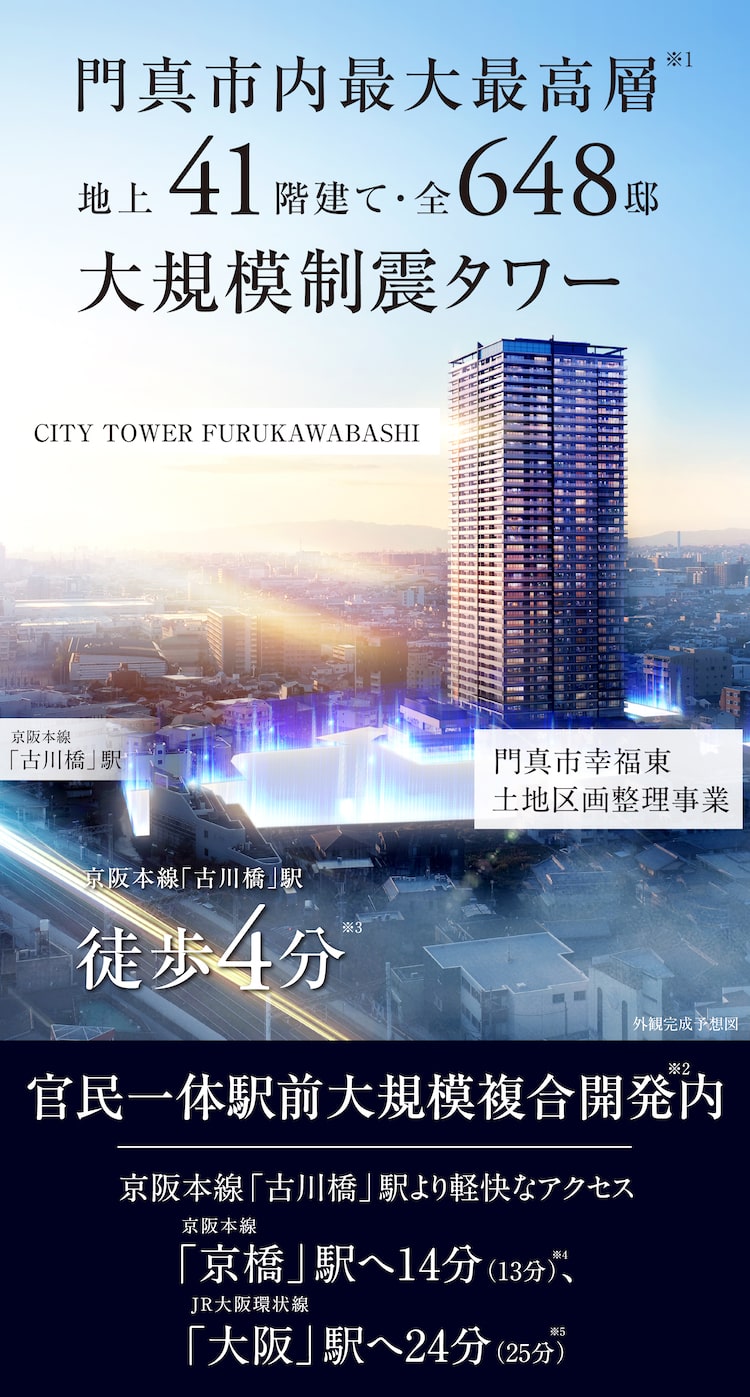 門真市内最大最高層※1
地上41階建て・全648邸
大規模制震タワー
CITY TOWER FURUKAWABASHI
京阪本線
「古川橋」駅
門真市幸福東
土地区画整理事業
京阪本線「古川橋」駅
徒歩4分※3
外観完成予想図
官民一体駅前大規模複合開発※2内
京阪本線「古川橋」駅より軽快なアクセス
京阪本線
「京橋」駅へ14分(13分)※4、
JR大阪環状線
「大阪」駅へ24分(25分)※5